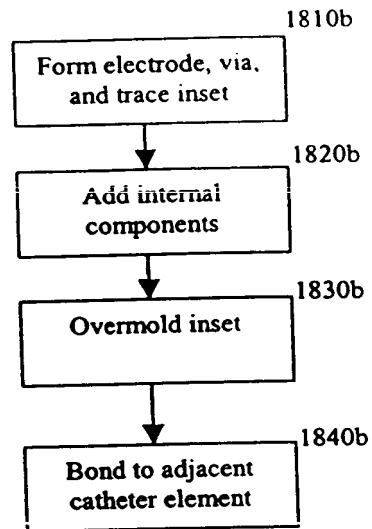 1810b
Form electrode, via,
and trace inset
1820b
Add internal
components
1830b
Overmold inset
1840b
Bond to adjacent
catheter element